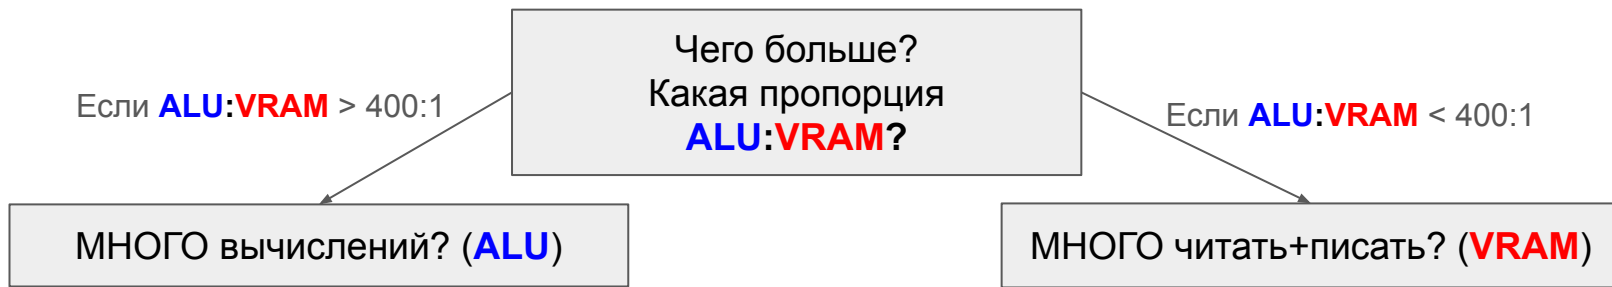 Чего больше?
Какая пропорция
ALU:VRAM?
Если ALU:VRAM > 400:1
Если ALU:VRAM < 400:1
МНОГО вычислений? (ALU)
МНОГО читать+писать? (VRAM)